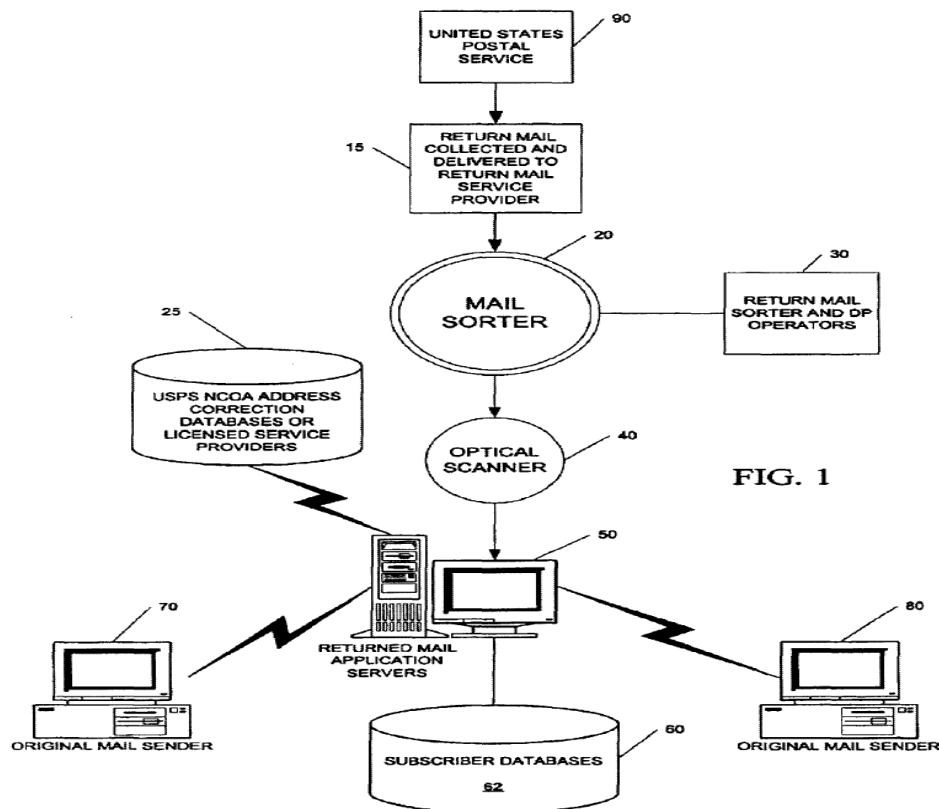 90
UNITED STATES
POSTAL
SERVICE
15
RETURN MAIL
COLLECTED AND
DELIVERED TO
RETURN MAIL
SERVICE
PROVIDER
20
30
MAIL
SORTER
RETURN MAIL
SORTER AND DP
OPERATORS
25
USPS NCOA ADDRESS
CORRECTION
DATABASES OR
LICENSED SERVICE
PROVIDERS
40
OPTICAL
SCANNER
FIG. 1
50
70
80
RETURNED MAIL
APPLICATION
SERVERS
ORIGINAL MAIL SENDER
ORIGINAL MAIL SENDER
60
SUBSCRIBER DATABASES
62